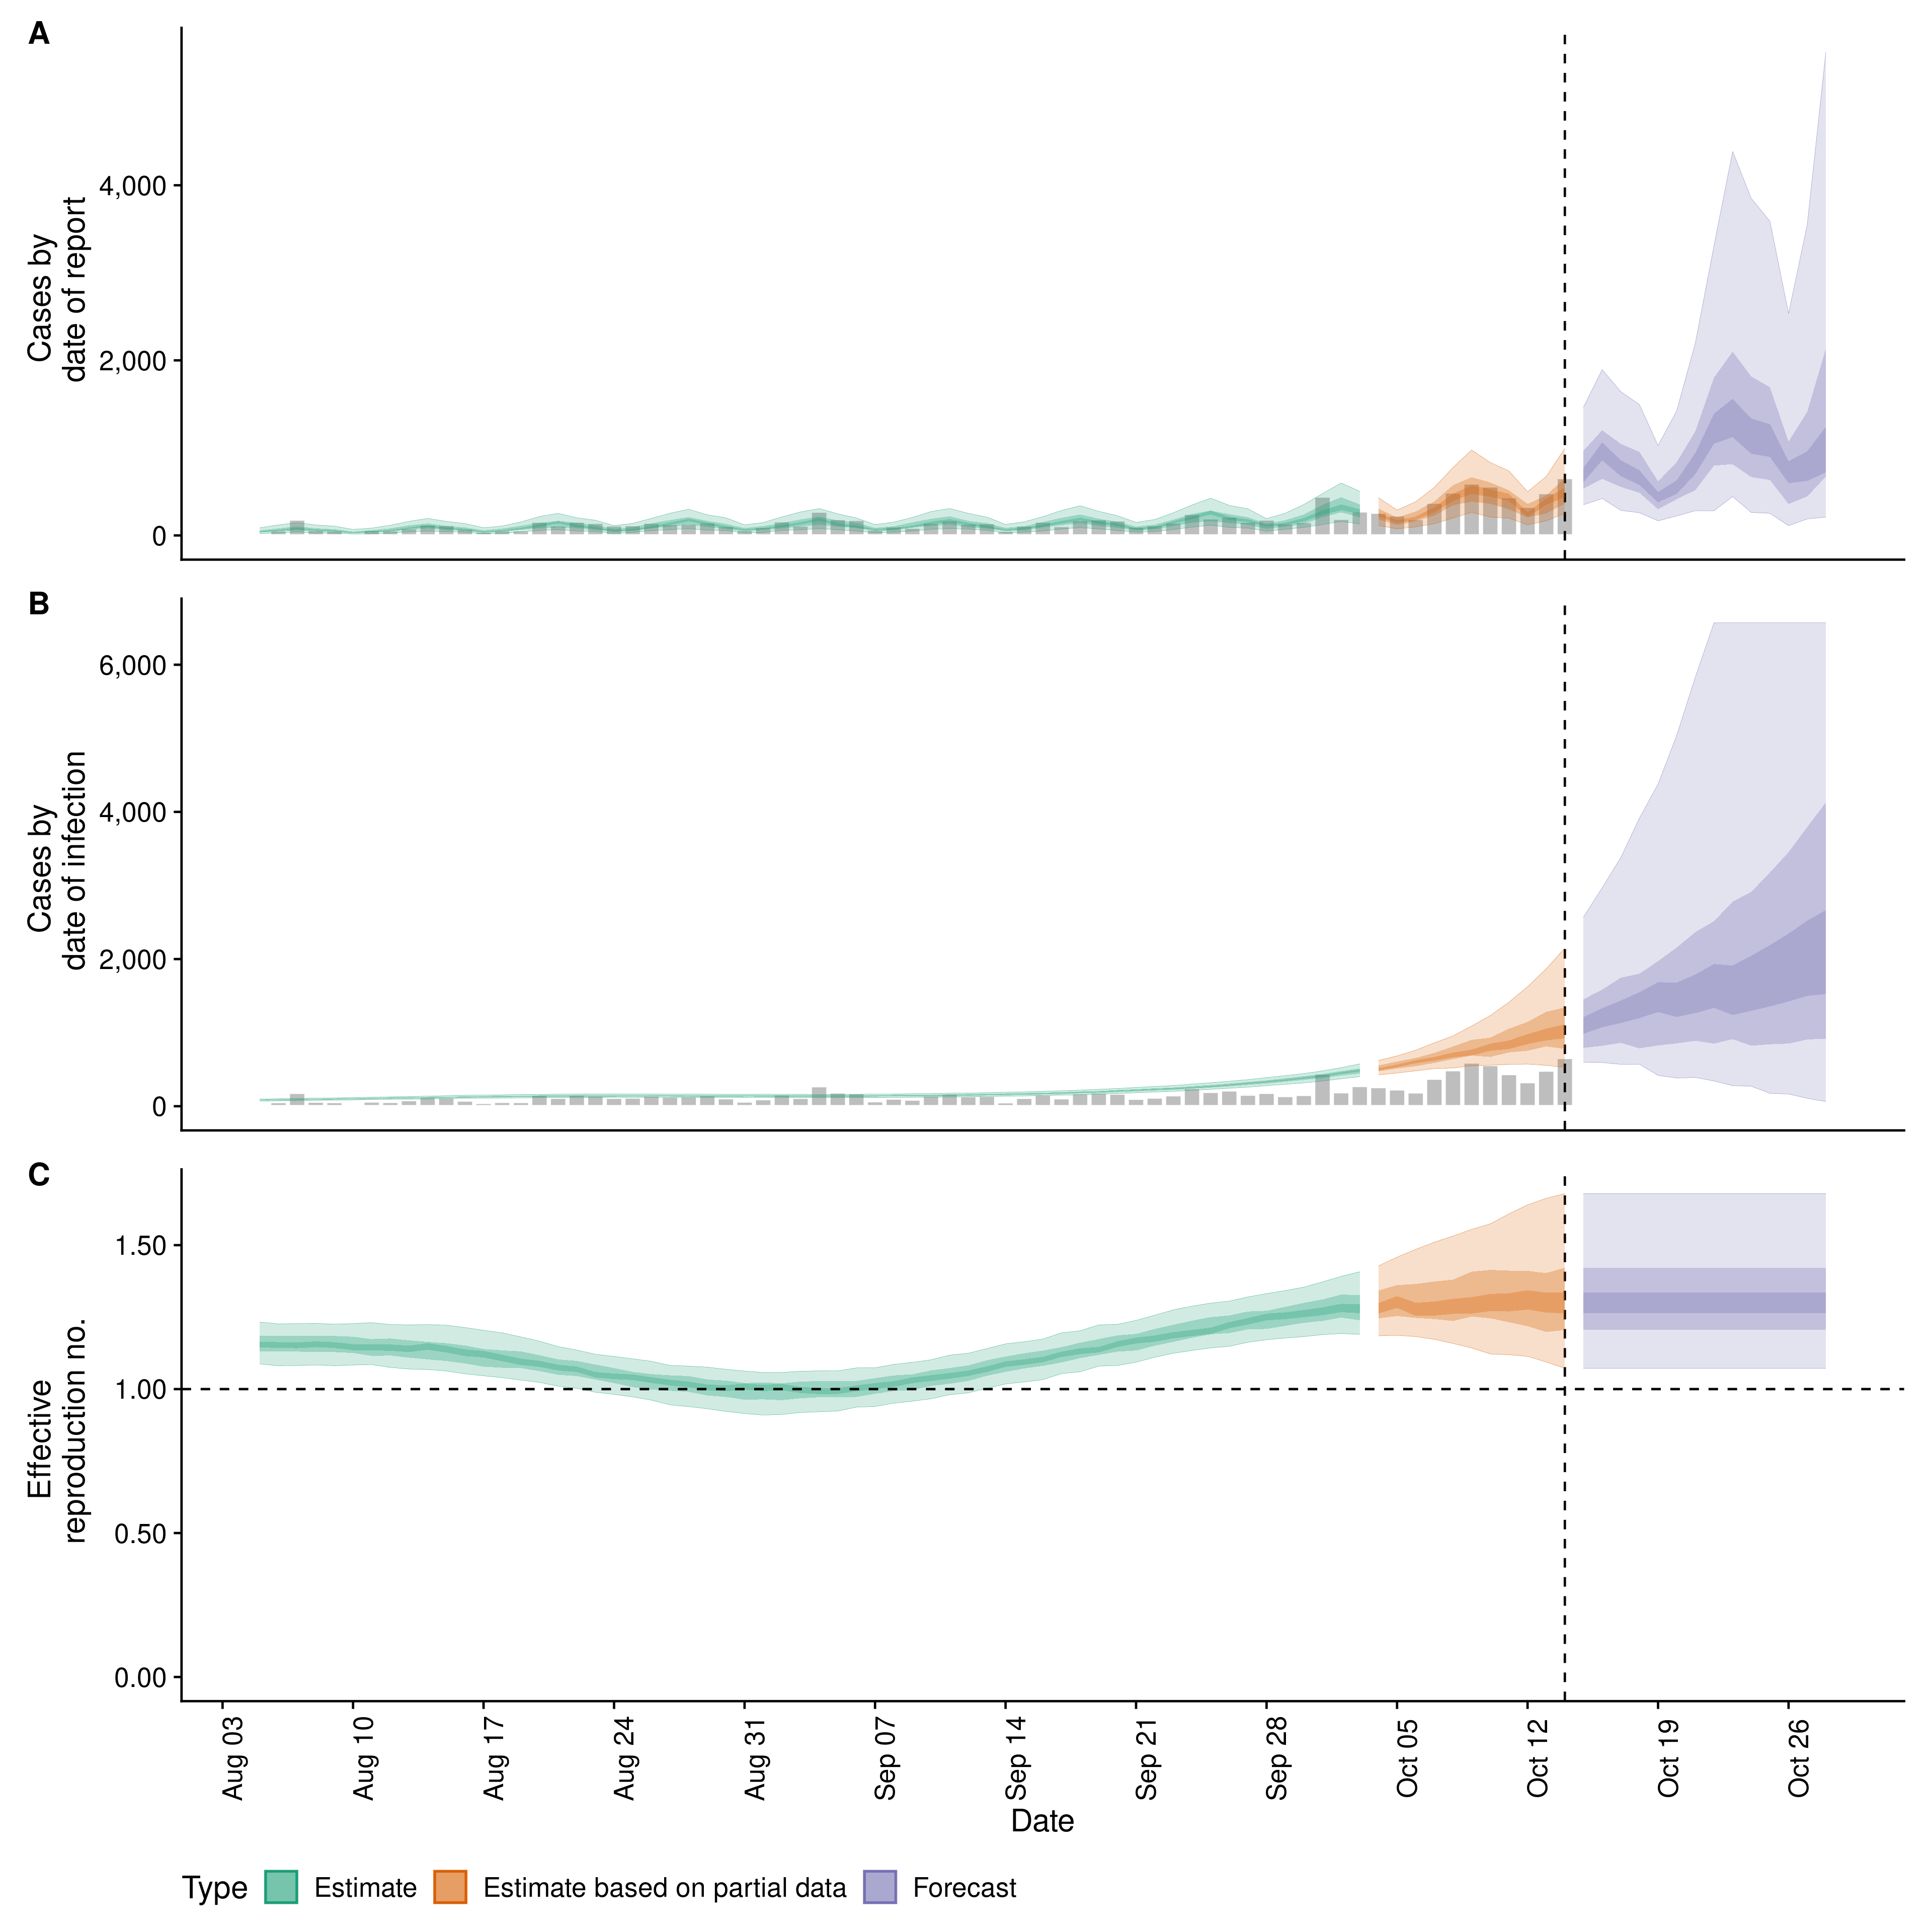 A
Cases by
date of report
4,000
2,000
0
B
Cases by
date of infection
6,000
4,000
2,000
0
C
Effective
reproduction no.
1.50
1.00
0.50
0.00
Aug 03
Aug 10
Aug 17
Aug 24
Aug 31
Sep 07
Sep 14
Sep 21
Sep 28
Oct 05
Oct 12
Oct 19
Oct 26
Date
Type Estimate Estimate based on partial data Forecast